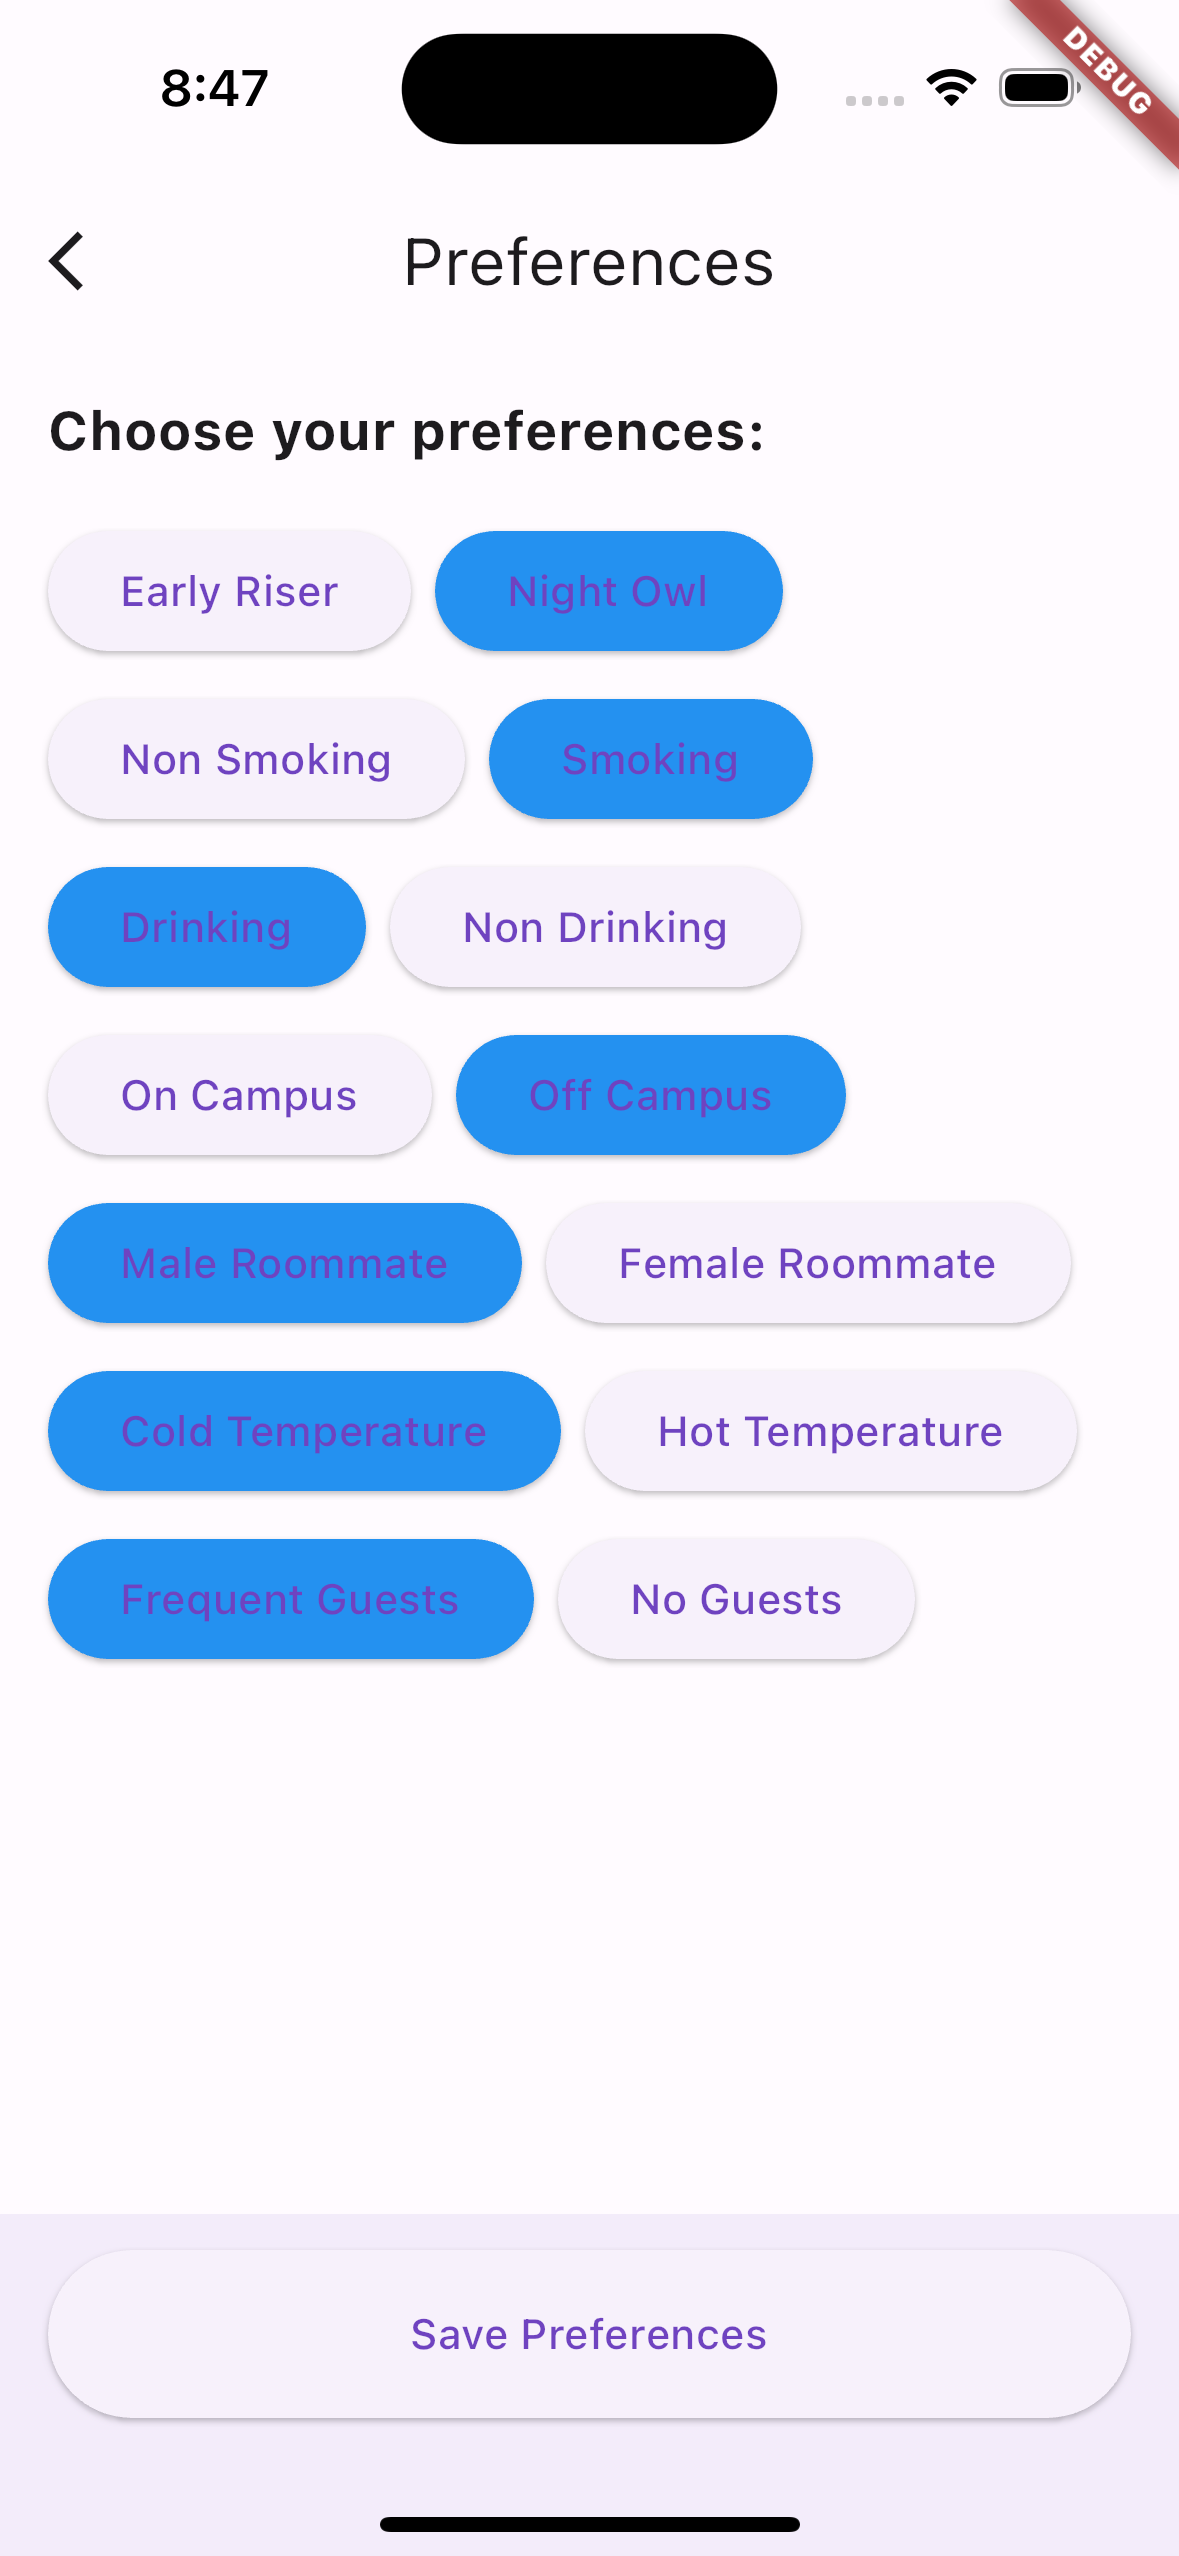 8:47
DEBUG
Preferences
Choose your preferences:
Early Riser Night Owl
Non Smoking Smoking
Drinking Non Drinking
On Campus Off Campus
Male Roommate Female Roommate
Cold Temperature Hot Temperature
Frequent Guests No Guests
Save Preferences